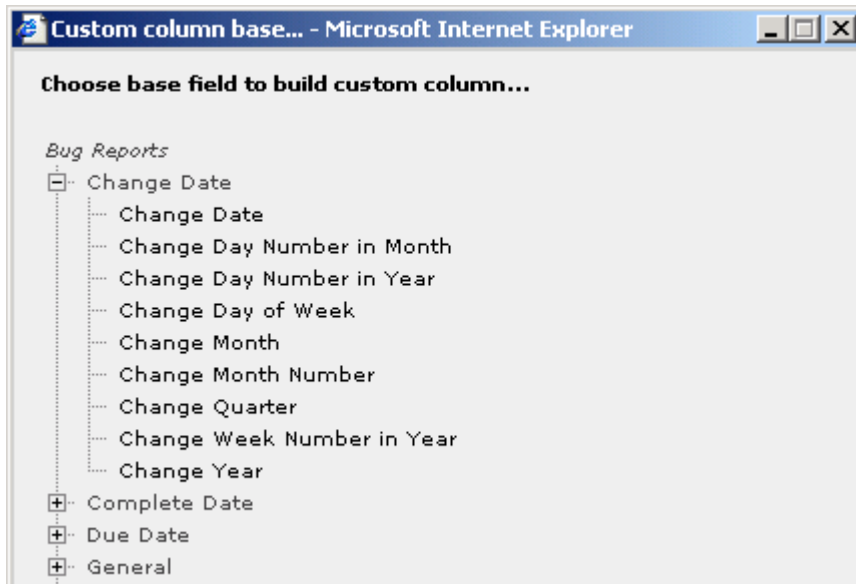 Custom column base... - Microsoft Internet Explorer
Choose base field to build custom column...
Bug Reports
Change Date
Change Date
Change Day Number in Month
Change Day Number in Year
Change Day of Week
Change Month
Change Month Number
Change Quarter
Change Week Number in Year
Change Year
Complete Date
Due Date
General